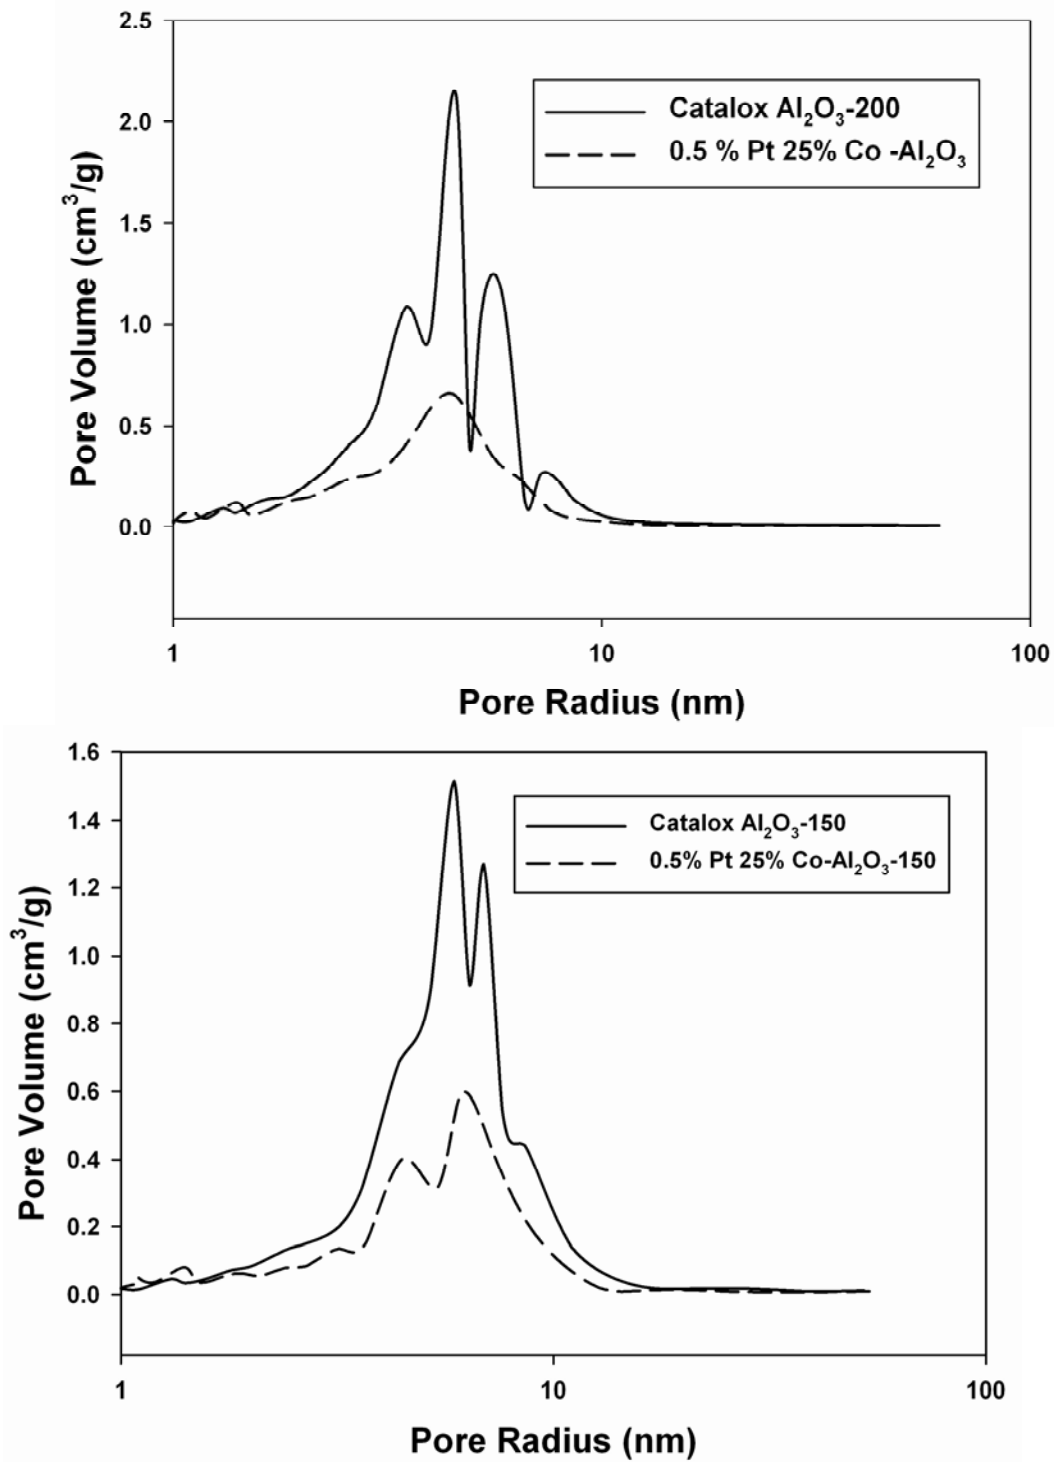 2.5
2.0
1.5
1.0
0.5
0.0
Pore Volume (cm³/g)
Catalox Al₂O₃-200
0.5 % Pt 25% Co -Al₂O₃
1 10 100
Pore Radius (nm)
1.6
1.4
1.2
1.0
0.8
0.6
0.4
0.2
0.0
Pore Volume (cm³/g)
Catalox Al₂O₃-150
0.5% Pt 25% Co-Al₂O₃-150
1 10 100
Pore Radius (nm)